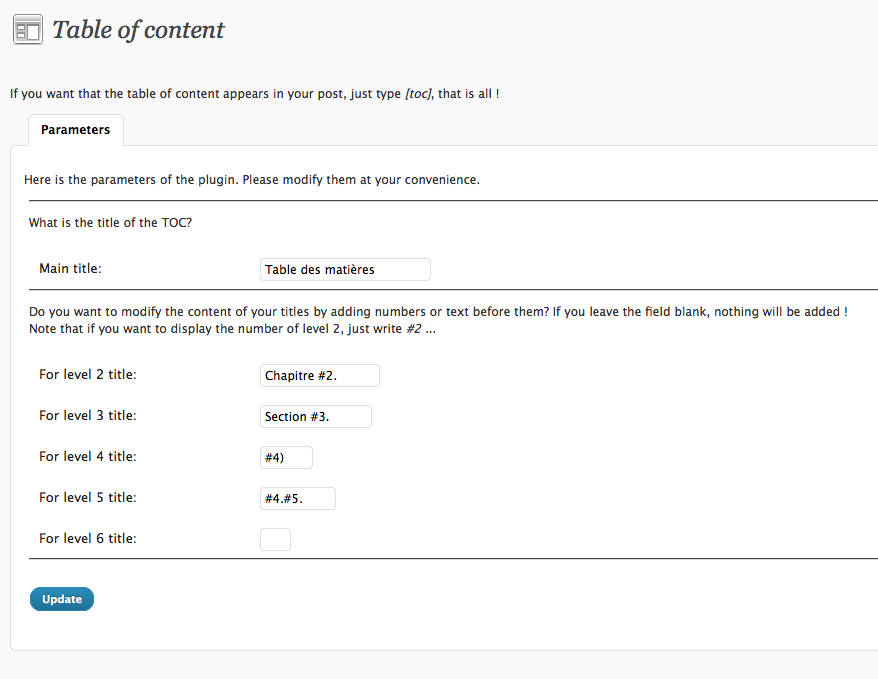 Table of content
If you want that the table of content appears in your post, just type [toc], that is all !
Parameters
Here is the parameters of the plugin. Please modify them at your convenience.
What is the title of the TOC?
Main title: Table des matières
Do you want to modify the content of your titles by adding numbers or text before them? If you leave the field blank, nothing will be added !
Note that if you want to display the number of level 2, just write #2 ...
For level 2 title: Chapitre #2.
For level 3 title: Section #3.
For level 4 title: #4)
For level 5 title: #4.#5.
For level 6 title:
Update